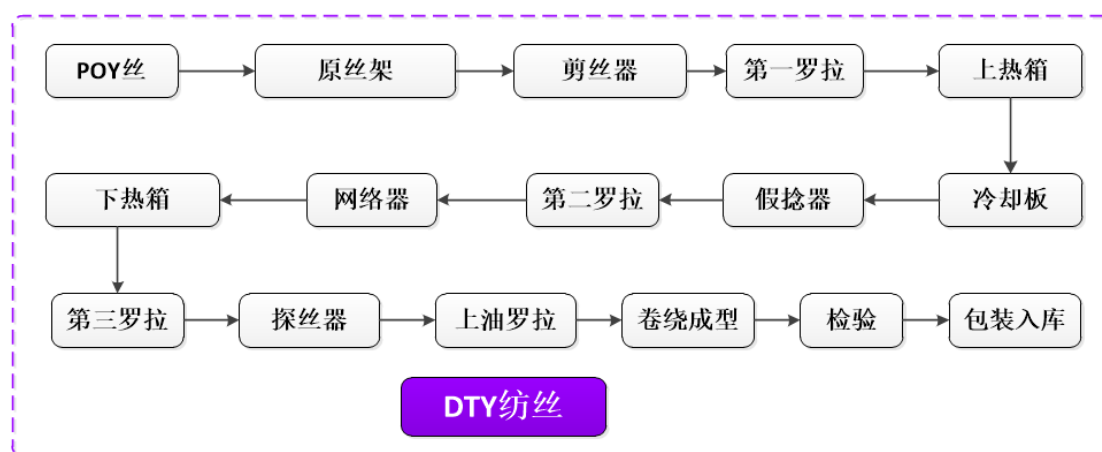 POY丝
原丝架
剪丝器
第一罗拉
上热箱
下热箱
网络器
第二罗拉
假捻器
冷却板
第三罗拉
探丝器
上油罗拉
卷绕成型
检验
包装入库
DTY纺丝